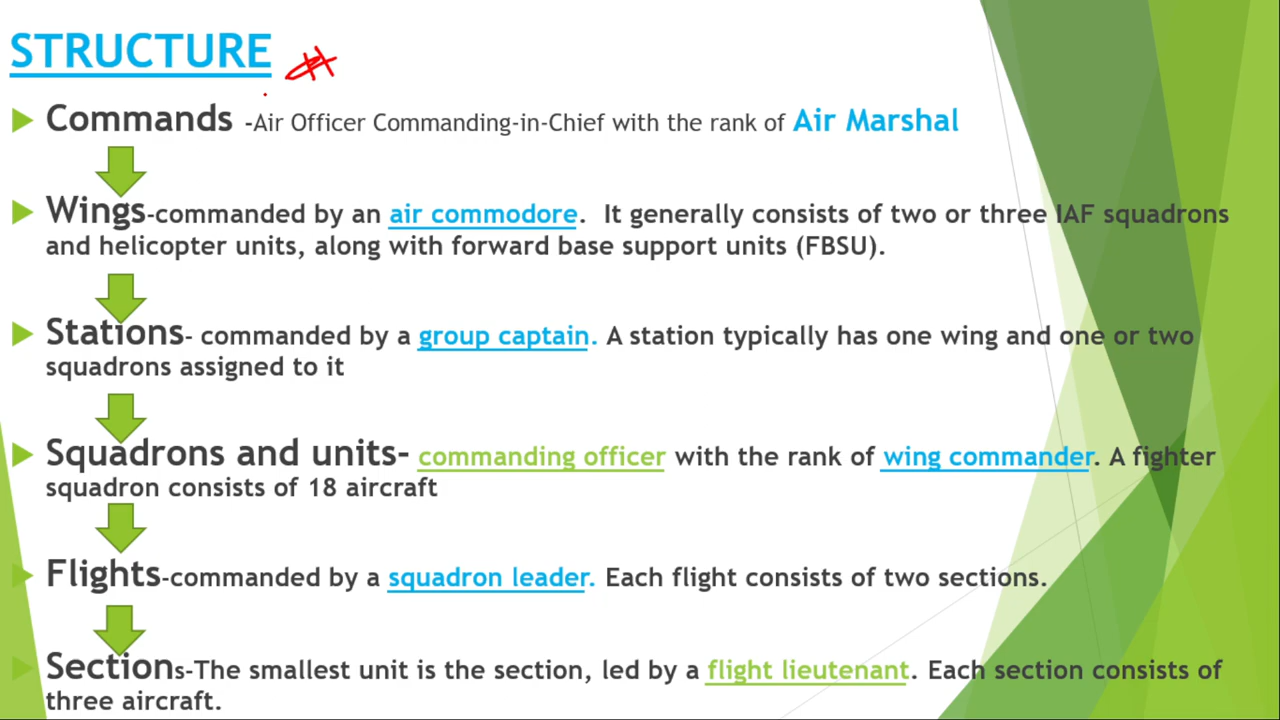 STRUCTURE
Commands -Air Officer Commanding-in-Chief with the rank of Air Marshal
Wings-commanded by an air commodore. It generally consists of two or three IAF squadrons
and helicopter units, along with forward base support units (FBSU).
Stations- commanded by a group captain. A station typically has one wing and one or two
squadrons assigned to it
Squadrons and units- commanding officer with the rank of wing commander. A fighter
squadron consists of 18 aircraft
Flights-commanded by a squadron leader. Each flight consists of two sections.
Sections-The smallest unit is the section, led by a flight lieutenant. Each section consists of
three aircraft.